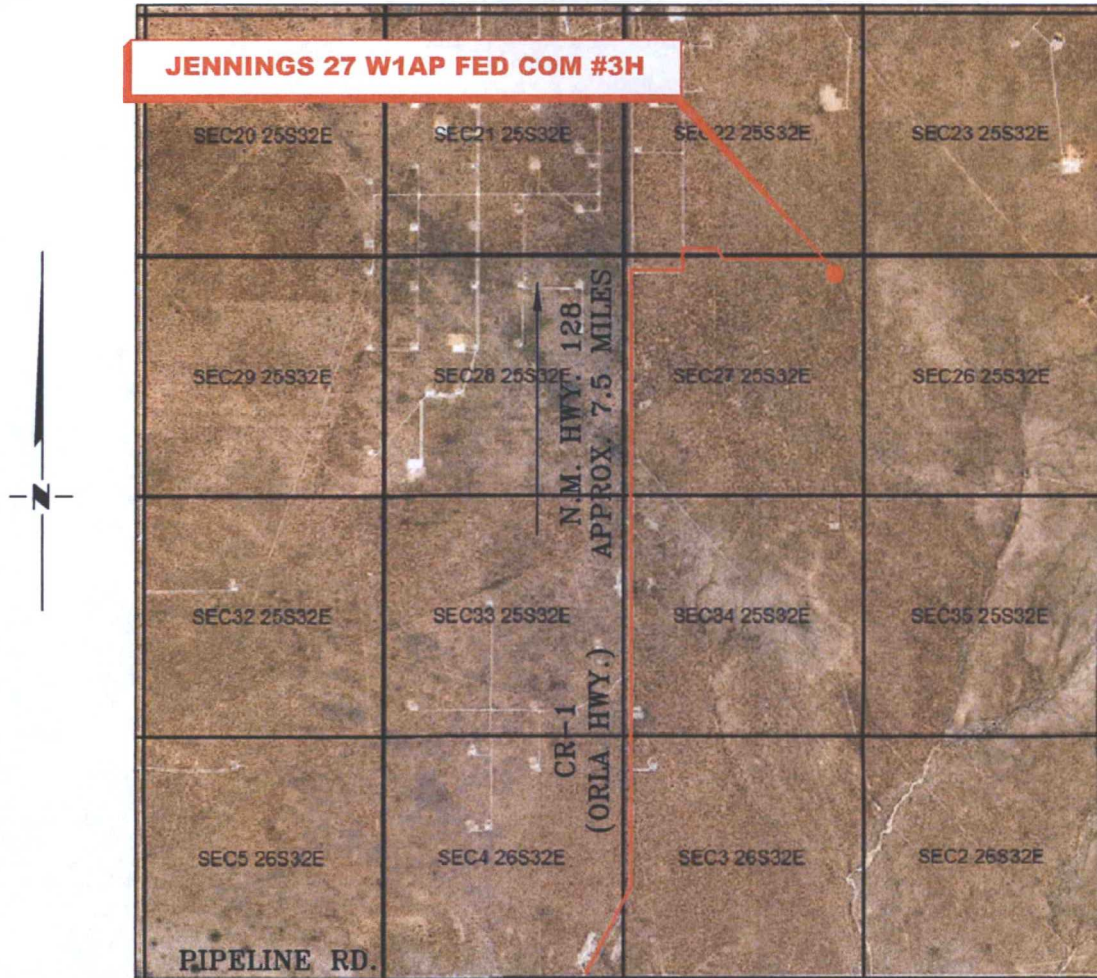 JENNINGS 27 W1AP FED COM #3H
SEC20 25S32E
SEC21 25S32E
SEC22 25S32E
SEC23 25S32E
SEC29 25S32E
SEC28 25S32E
SEC27 25S32E
SEC26 25S32E
N.M. HWY. 128
APPROX. 7.5 MILES
N
SEC32 25S32E
SEC33 25S32E
SEC34 25S32E
SEC35 25S32E
CR-1
(ORLA HWY.)
SEC5 26S32E
SEC4 26S32E
SEC3 26S32E
SEC2 26S32E
PIPELINE RD.